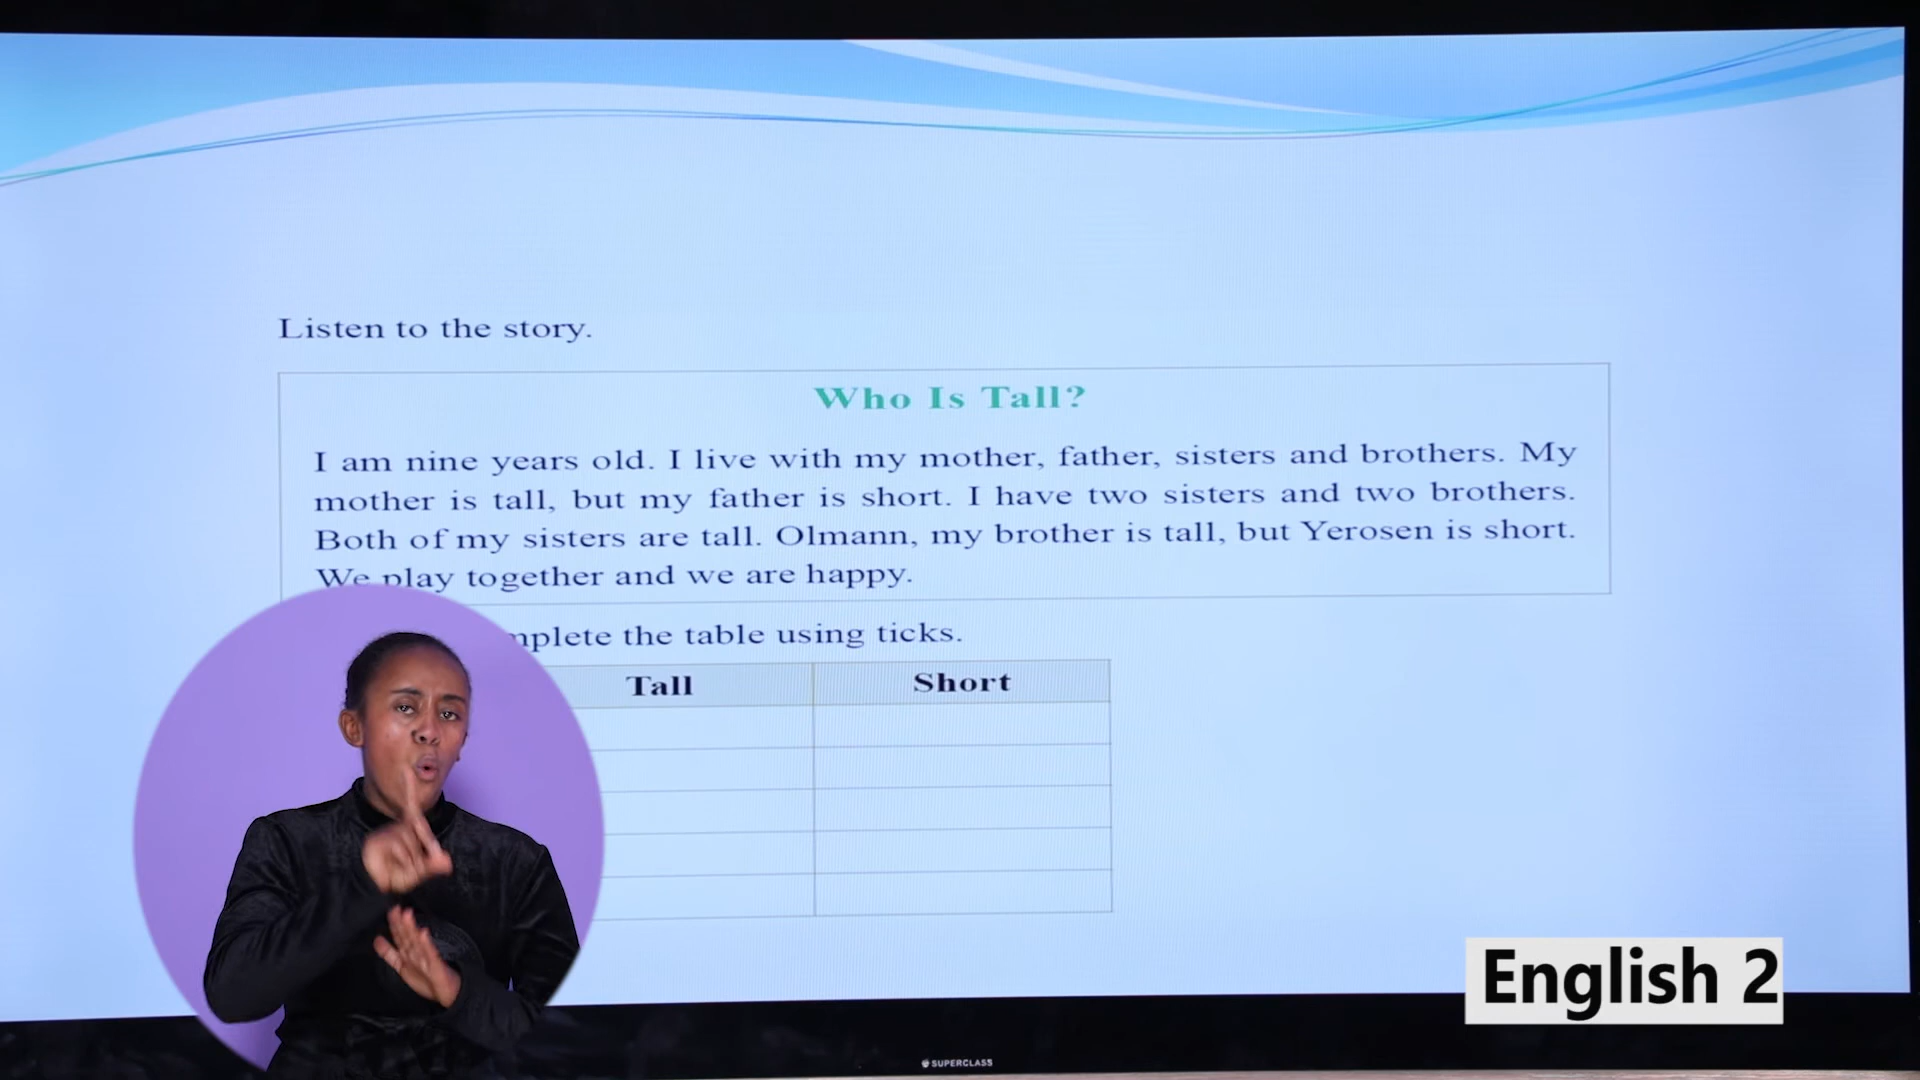 Listen to the story.
Who Is Tall?
I am nine years old. I live with my mother, father, sisters and brothers. My
mother is tall, but my father is short. I have two sisters and two brothers.
Both of my sisters are tall. Olmann, my brother is tall, but Yerosen is short.
We play together and we are happy.
the table using ticks.
Tall Short
English 2
SUPERCLASS